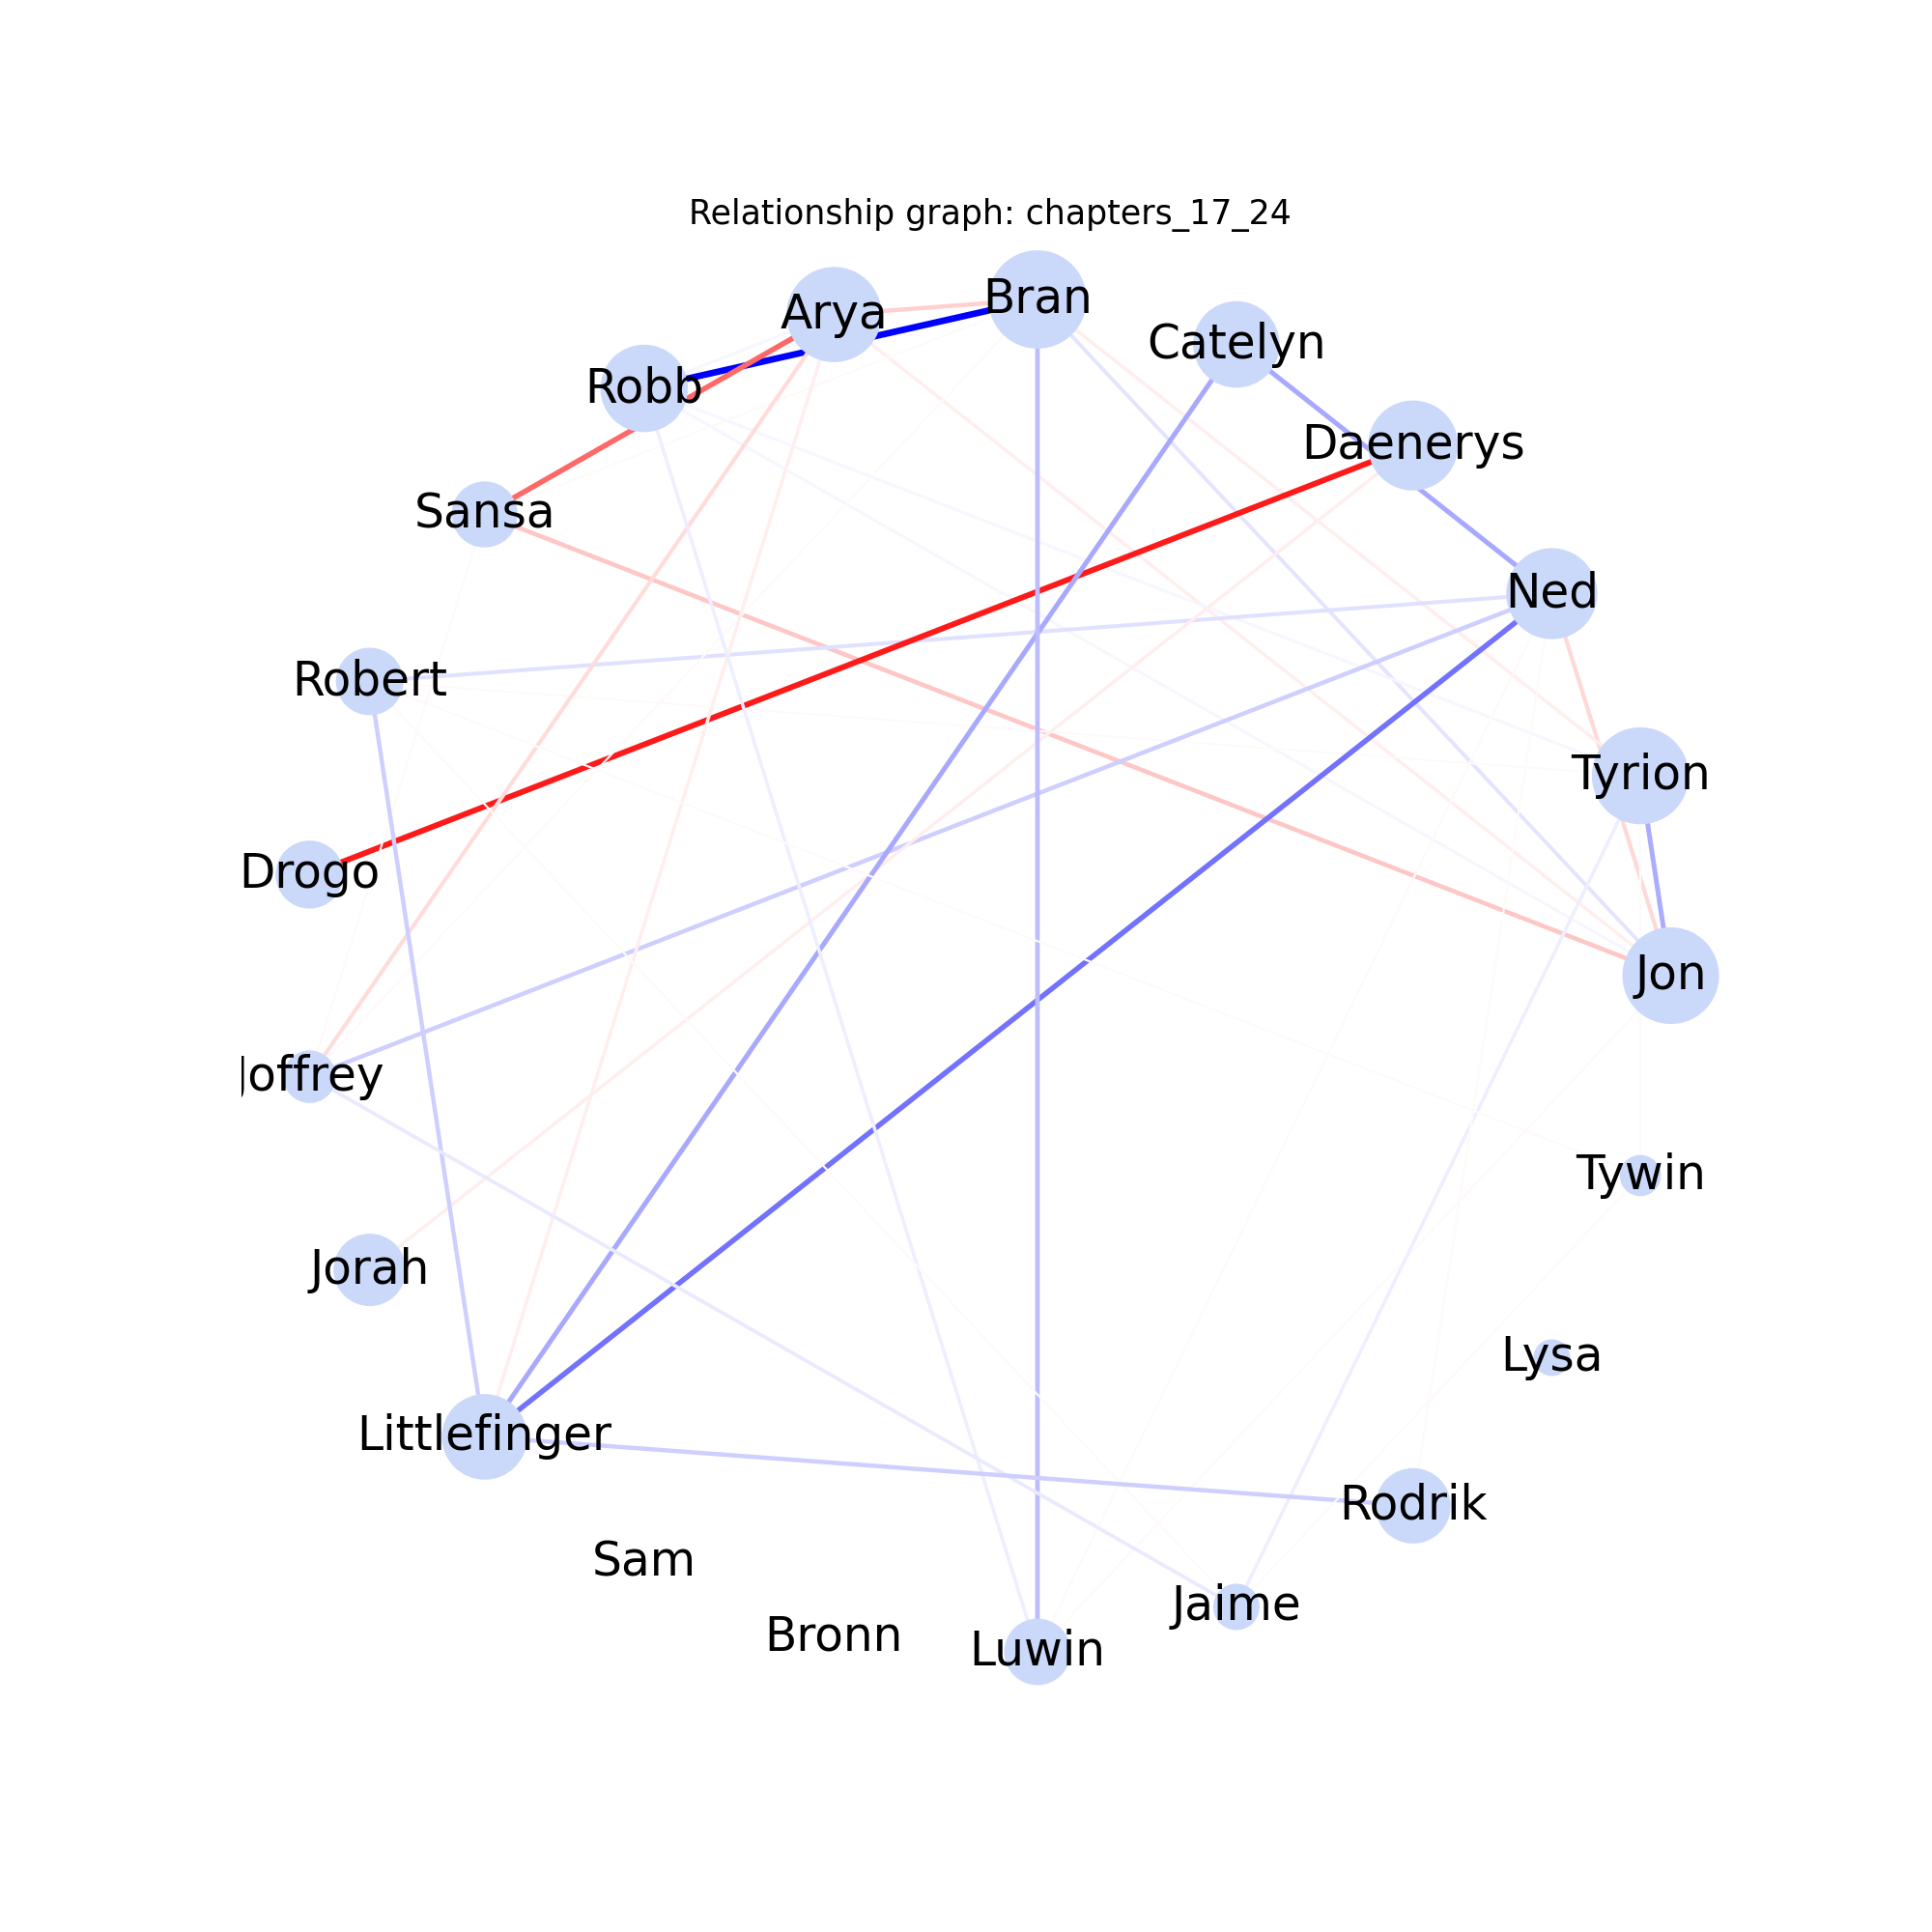 Relationship graph: chapters_17_24
Bran
Arya
Catelyn
Robb
Daenerys
Sansa
Ned
Robert
Tyrion
Drogo
Jon
Joffrey
Tywin
Jorah
Lysa
Littlefinger
Rodrik
Sam
Jaime
Bronn
Luwin